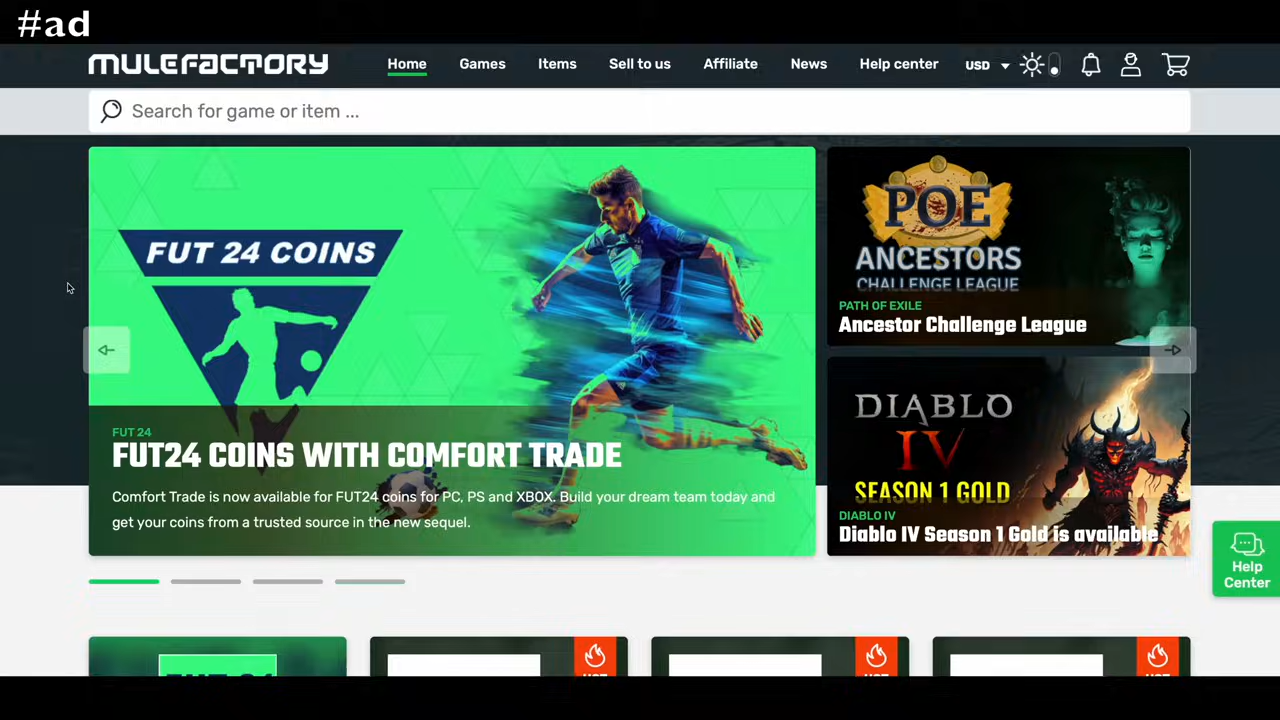 #ad
MULEFACTORY
Home Games Items Sell to us Affiliate News Help center USD
Search for game or item ...
FUT 24 COINS
FUT 24
FUT24 COINS WITH COMFORT TRADE
Comfort Trade is now available for FUT24 coins for PC, PS and XBOX. Build your dream team today and
get your coins from a trusted source in the new sequel.
POE
ANCESTORS
CHALLENGE LEAGUE
PATH OF EXILE
Ancestor Challenge League
DIABLO
IV
SEASON 1 GOLD
DIABLO IV
Diablo IV Season 1 Gold is available
Help
Center